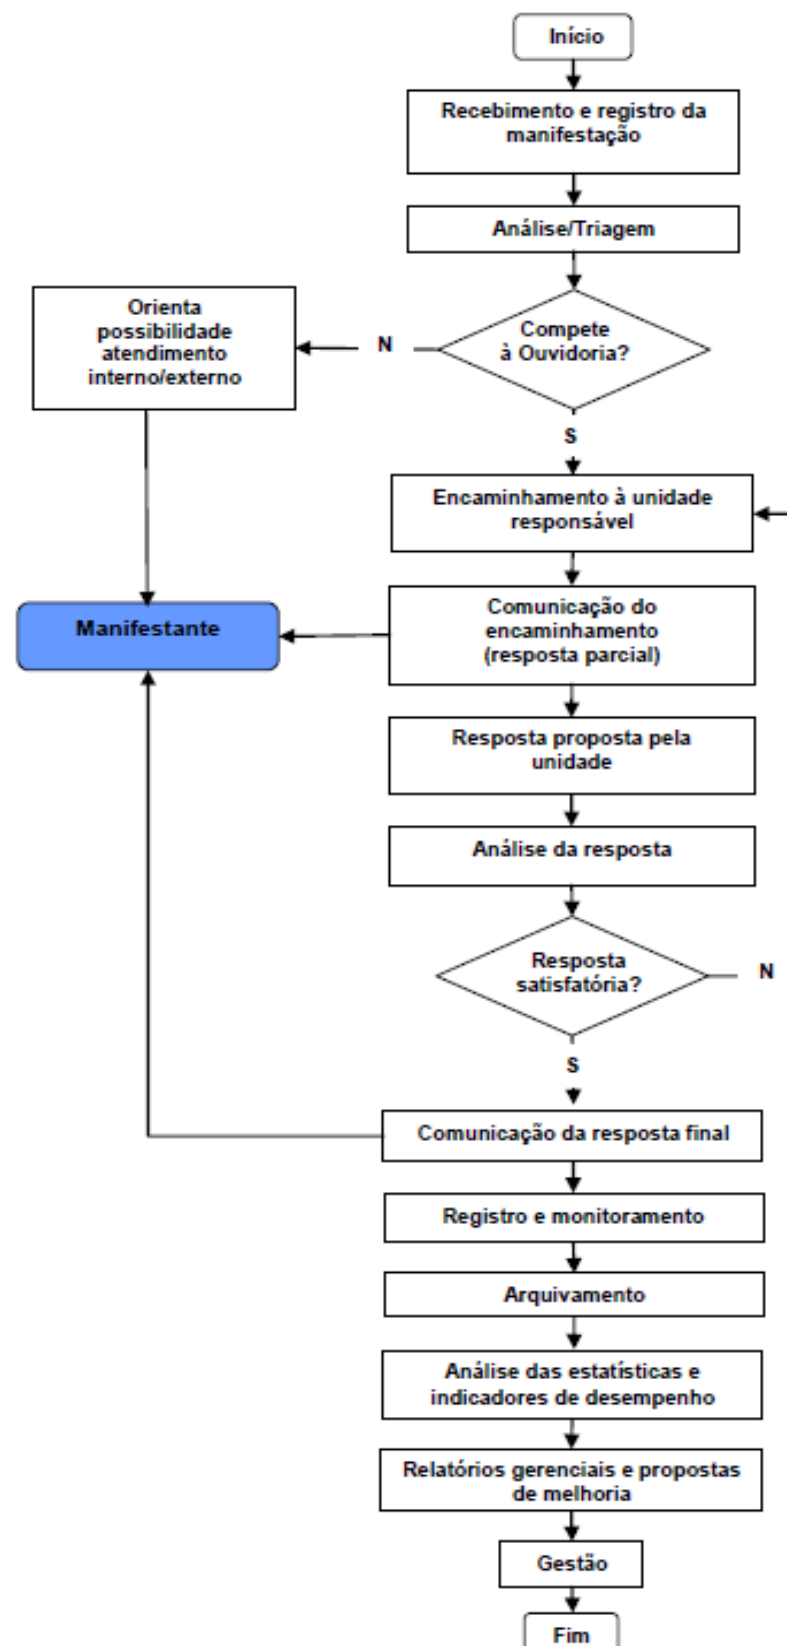 Início
Recebimento e registro da
manifestação
Análise/Triagem
Orienta
possibilidade
atendimento
interno/externo
N
Compete
à Ouvidoria?
S
Encaminhamento à unidade
responsável
Manifestante
Comunicação do
encaminhamento
(resposta parcial)
Resposta proposta pela
unidade
Análise da resposta
Resposta
satisfatória?
N
S
Comunicação da resposta final
Registro e monitoramento
Arquivamento
Análise das estatísticas e
indicadores de desempenho
Relatórios gerenciais e propostas
de melhoria
Gestão
Fim